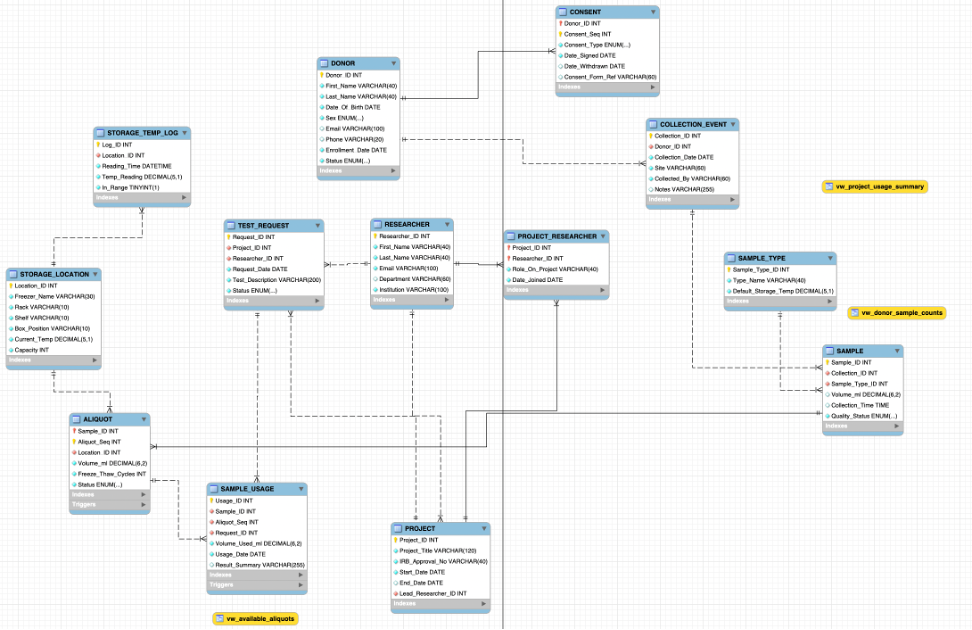 CONSENT
Donor_ID INT
Consent_Seq INT
Consent_Type ENUM(...)
Date_Signed DATE
Date_Withdrawn DATE
Consent_Form_Ref VARCHAR(60)
Indexes
DONOR
Donor_ID INT
First_Name VARCHAR(40)
Last_Name VARCHAR(40)
Date_Of_Birth DATE
Sex ENUM(...)
Email VARCHAR(100)
Phone VARCHAR(20)
Enrollment_Date DATE
Status ENUM(...)
Indexes
COLLECTION_EVENT
Collection_ID INT
Donor_ID INT
Collection_Date DATE
Site VARCHAR(60)
Collected_By VARCHAR(60)
Notes VARCHAR(255)
Indexes
STORAGE_TEMP_LOG
Log_ID INT
Location_ID INT
Reading_Time DATETIME
Temp_Reading DECIMAL(5,1)
In_Range TINYINT(1)
Indexes
vw_project_usage_summary
TEST_REQUEST
Request_ID INT
Project_ID INT
Researcher_ID INT
Request_Date DATE
Test_Description VARCHAR(200)
Status ENUM(...)
Indexes
RESEARCHER
Researcher_ID INT
First_Name VARCHAR(40)
Last_Name VARCHAR(40)
Email VARCHAR(100)
Department VARCHAR(60)
Institution VARCHAR(100)
Indexes
PROJECT_RESEARCHER
Project_ID INT
Researcher_ID INT
Role_On_Project VARCHAR(40)
Date_Joined DATE
Indexes
SAMPLE_TYPE
Sample_Type_ID INT
Type_Name VARCHAR(40)
Default_Storage_Temp DECIMAL(5,1)
Indexes
STORAGE_LOCATION
Location_ID INT
Freezer_Name VARCHAR(30)
Rack VARCHAR(10)
Shelf VARCHAR(10)
Box_Position VARCHAR(10)
Current_Temp DECIMAL(5,1)
Capacity INT
Indexes
vw_donor_sample_counts
SAMPLE
Sample_ID INT
Collection_ID INT
Sample_Type_ID INT
Volume_ml DECIMAL(6,2)
Collection_Time TIME
Quality_Status ENUM(...)
Indexes
ALIQUOT
Sample_ID INT
Aliquot_Seq INT
Location_ID INT
Volume_ml DECIMAL(6,2)
Freeze_Thaw_Cycles INT
Status ENUM(...)
Indexes
Triggers
SAMPLE_USAGE
Usage_ID INT
Sample_ID INT
Aliquot_Seq INT
Request_ID INT
Volume_Used_ml DECIMAL(6,2)
Usage_Date DATE
Result_Summary VARCHAR(255)
Indexes
Triggers
PROJECT
Project_ID INT
Project_Title VARCHAR(120)
IRB_Approval_No VARCHAR(40)
Start_Date DATE
End_Date DATE
Lead_Researcher_ID INT
Indexes
vw_available_aliquots